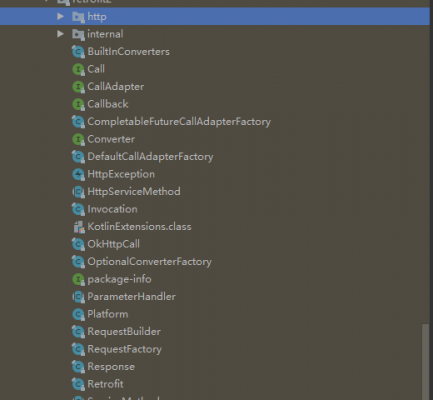 retrofit2
http
internal
BuiltInConverters
Call
CallAdapter
Callback
CompletableFutureCallAdapterFactory
Converter
DefaultCallAdapterFactory
HttpException
HttpServiceMethod
Invocation
KotlinExtensions.class
OkHttpCall
OptionalConverterFactory
package-info
ParameterHandler
Platform
RequestBuilder
RequestFactory
Response
Retrofit
ServiceMethod